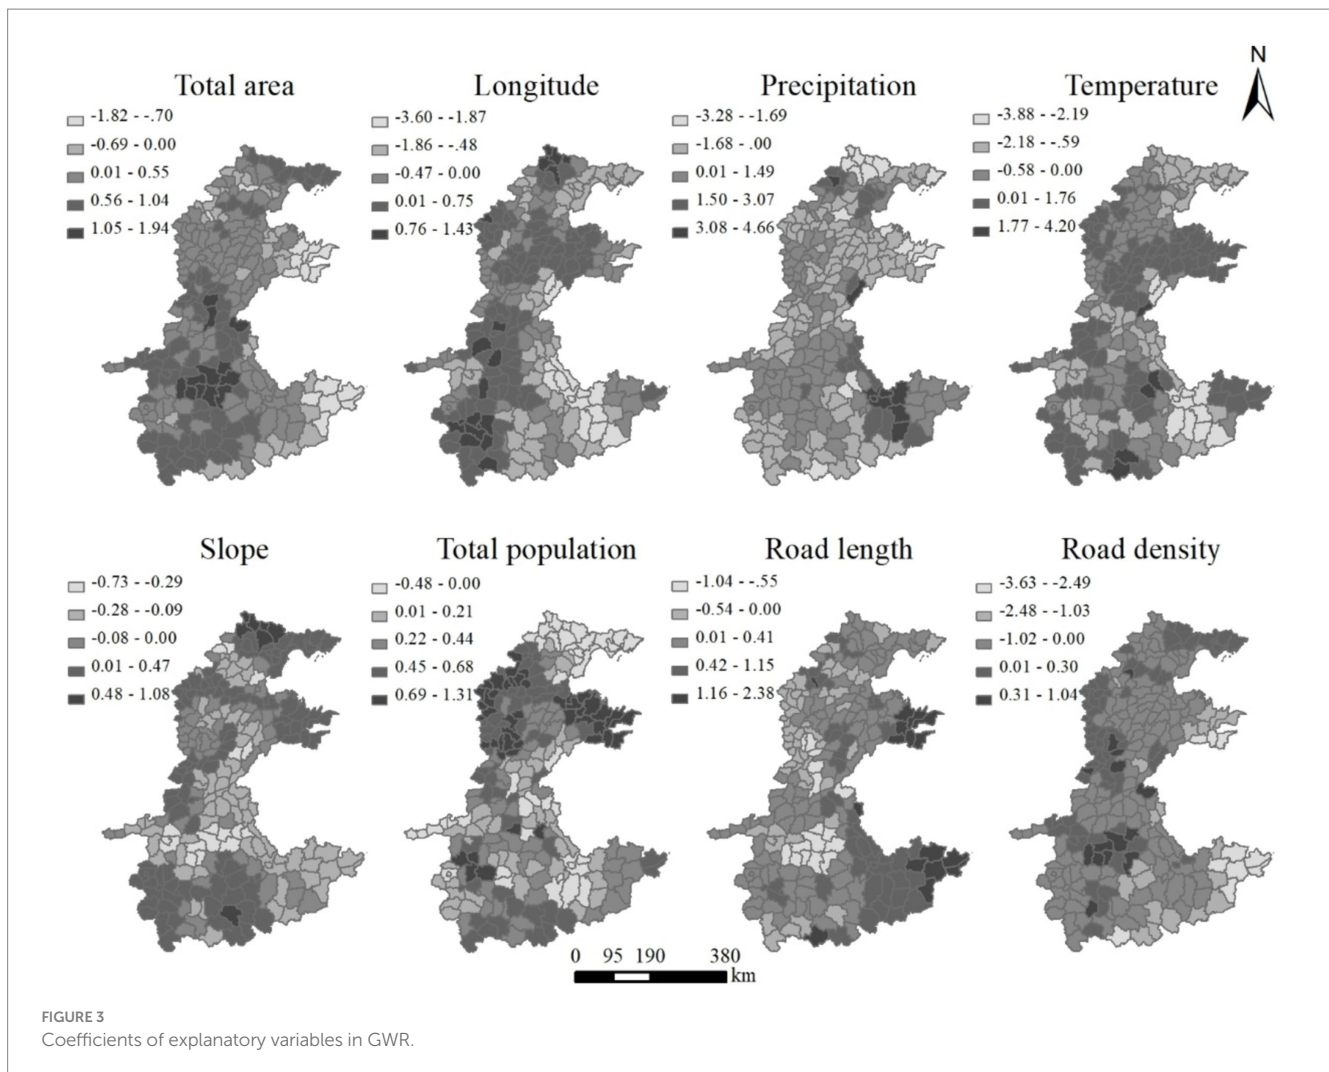 N
Total area
-1.82 - -.70
-0.69 - 0.00
0.01 - 0.55
0.56 - 1.04
1.05 - 1.94
Longitude
-3.60 - -1.87
-1.86 - -.48
-0.47 - 0.00
0.01 - 0.75
0.76 - 1.43
Precipitation
-3.28 - -1.69
-1.68 - .00
0.01 - 1.49
1.50 - 3.07
3.08 - 4.66
Temperature
-3.88 - -2.19
-2.18 - -.59
-0.58 - 0.00
0.01 - 1.76
1.77 - 4.20
Slope
-0.73 - -0.29
-0.28 - -0.09
-0.08 - 0.00
0.01 - 0.47
0.48 - 1.08
Total population
-0.48 - 0.00
0.01 - 0.21
0.22 - 0.44
0.45 - 0.68
0.69 - 1.31
Road length
-1.04 - -.55
-0.54 - 0.00
0.01 - 0.41
0.42 - 1.15
1.16 - 2.38
Road density
-3.63 - -2.49
-2.48 - -1.03
-1.02 - 0.00
0.01 - 0.30
0.31 - 1.04
0 95 190 380
km
FIGURE 3
Coefficients of explanatory variables in GWR.